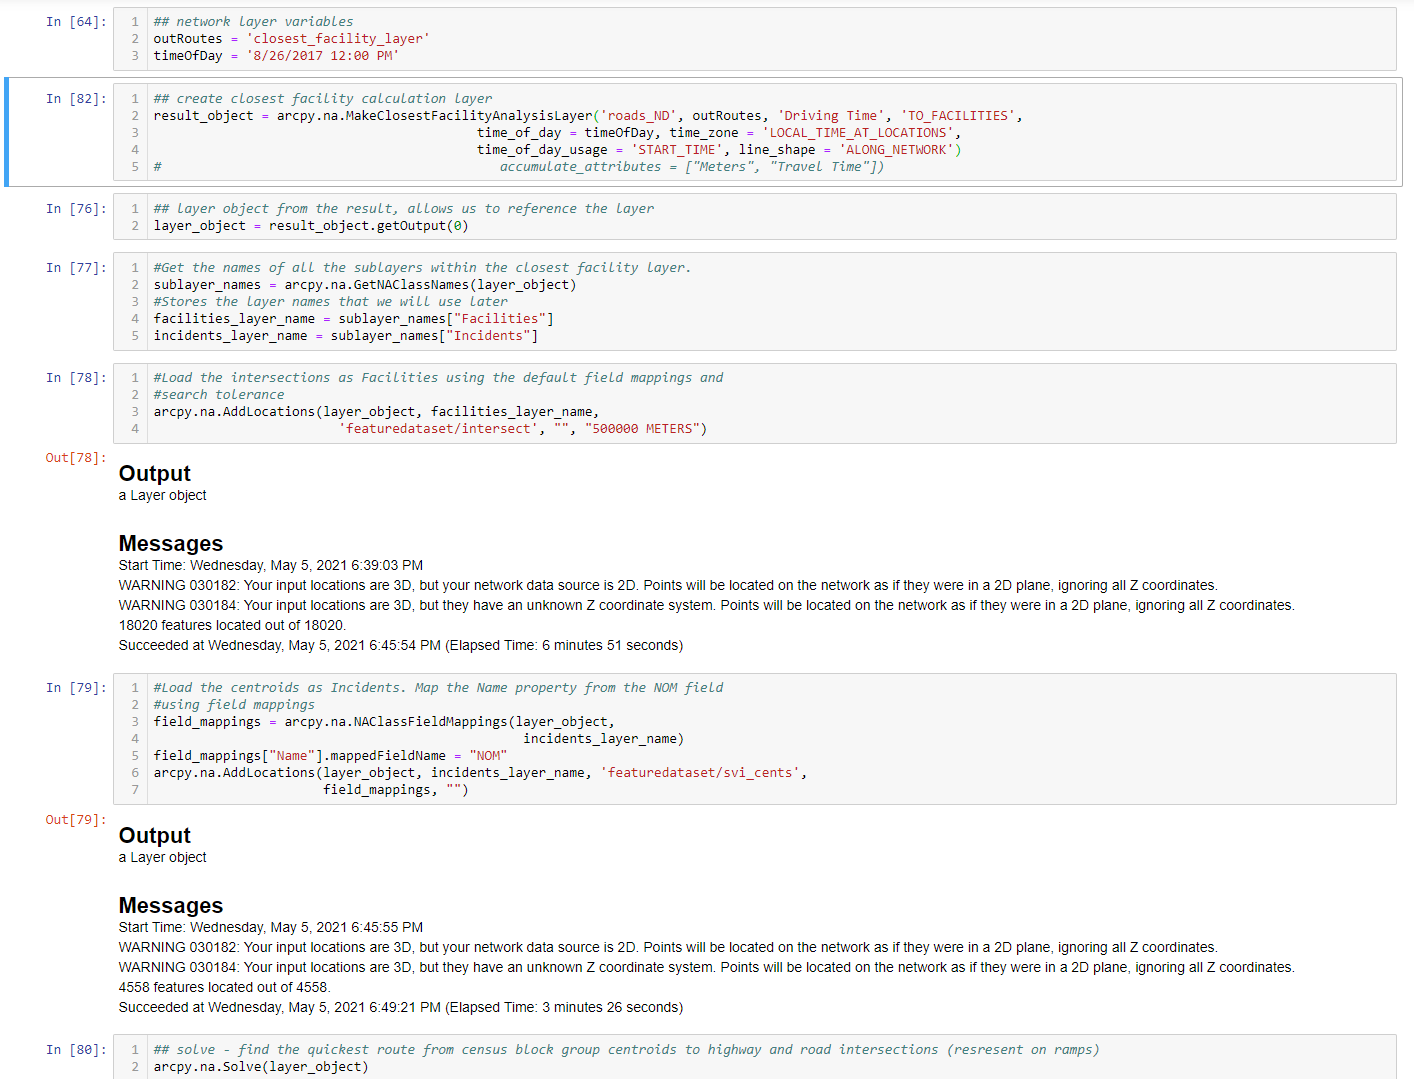 In [64]:
1 ## network layer variables
2 outRoutes = 'closest_facility_layer'
3 timeOfDay = '8/26/2017 12:00 PM'
In [82]:
1 ## create closest facility calculation layer
2 result_object = arcpy.na.MakeClosestFacilityAnalysisLayer('roads_ND', outRoutes, 'Driving Time', 'TO_FACILITIES',
3 time_of_day = timeOfDay, time_zone = 'LOCAL_TIME_AT_LOCATIONS',
4 time_of_day_usage = 'START_TIME', line_shape = 'ALONG_NETWORK')
5 # accumulate_attributes = ["Meters", "Travel Time"])
In [76]:
1 ## layer object from the result, allows us to reference the layer
2 layer_object = result_object.getOutput(0)
In [77]:
1 #Get the names of all the sublayers within the closest facility layer.
2 sublayer_names = arcpy.na.GetNAClassNames(layer_object)
3 #Stores the layer names that we will use later
4 facilities_layer_name = sublayer_names["Facilities"]
5 incidents_layer_name = sublayer_names["Incidents"]
In [78]:
1 #Load the intersections as Facilities using the default field mappings and
2 #search tolerance
3 arcpy.na.AddLocations(layer_object, facilities_layer_name,
4 'featuredataset/intersect', "", "500000 METERS")
Out[78]:
Output
a Layer object
Messages
Start Time: Wednesday, May 5, 2021 6:39:03 PM
WARNING 030182: Your input locations are 3D, but your network data source is 2D. Points will be located on the network as if they were in a 2D plane, ignoring all Z coordinates.
WARNING 030184: Your input locations are 3D, but they have an unknown Z coordinate system. Points will be located on the network as if they were in a 2D plane, ignoring all Z coordinates.
18020 features located out of 18020.
Succeeded at Wednesday, May 5, 2021 6:45:54 PM (Elapsed Time: 6 minutes 51 seconds)
In [79]:
1 #Load the centroids as Incidents. Map the Name property from the NOM field
2 #using field mappings
3 field_mappings = arcpy.na.NAClassFieldMappings(layer_object,
4 incidents_layer_name)
5 field_mappings["Name"].mappedFieldName = "NOM"
6 arcpy.na.AddLocations(layer_object, incidents_layer_name, 'featuredataset/svi_cents',
7 field_mappings, "")
Out[79]:
Output
a Layer object
Messages
Start Time: Wednesday, May 5, 2021 6:45:55 PM
WARNING 030182: Your input locations are 3D, but your network data source is 2D. Points will be located on the network as if they were in a 2D plane, ignoring all Z coordinates.
WARNING 030184: Your input locations are 3D, but they have an unknown Z coordinate system. Points will be located on the network as if they were in a 2D plane, ignoring all Z coordinates.
4558 features located out of 4558.
Succeeded at Wednesday, May 5, 2021 6:49:21 PM (Elapsed Time: 3 minutes 26 seconds)
In [80]:
1 ## solve - find the quickest route from census block group centroids to highway and road intersections (resresent on ramps)
2 arcpy.na.Solve(layer_object)